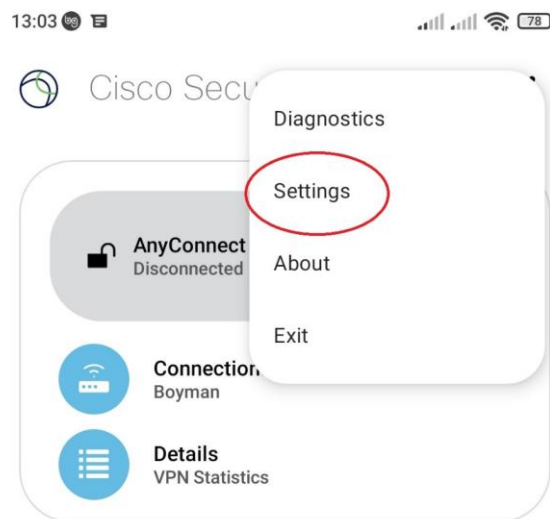 13:03
78
Cisco Secu
Diagnostics
Settings
AnyConnect
Disconnected
About
Exit
Connection
Boyman
Details
VPN Statistics